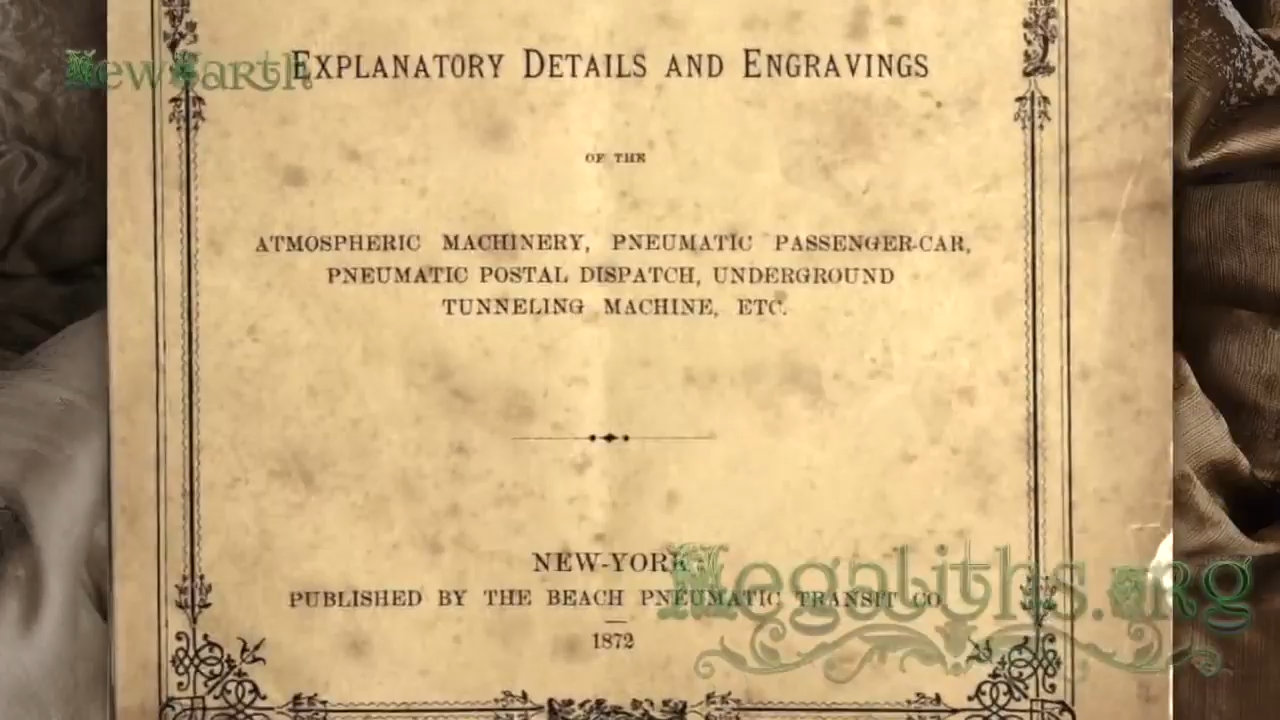 NewEarth
EXPLANATORY DETAILS AND ENGRAVINGS
OF THE
ATMOSPHERIC MACHINERY, PNEUMATIC PASSENGER-CAR,
PNEUMATIC POSTAL DISPATCH, UNDERGROUND
TUNNELING MACHINE, ETC.
NEW-YORK:
PUBLISHED BY THE BEACH PNEUMATIC TRANSIT CO.
1872
Megaliths.org